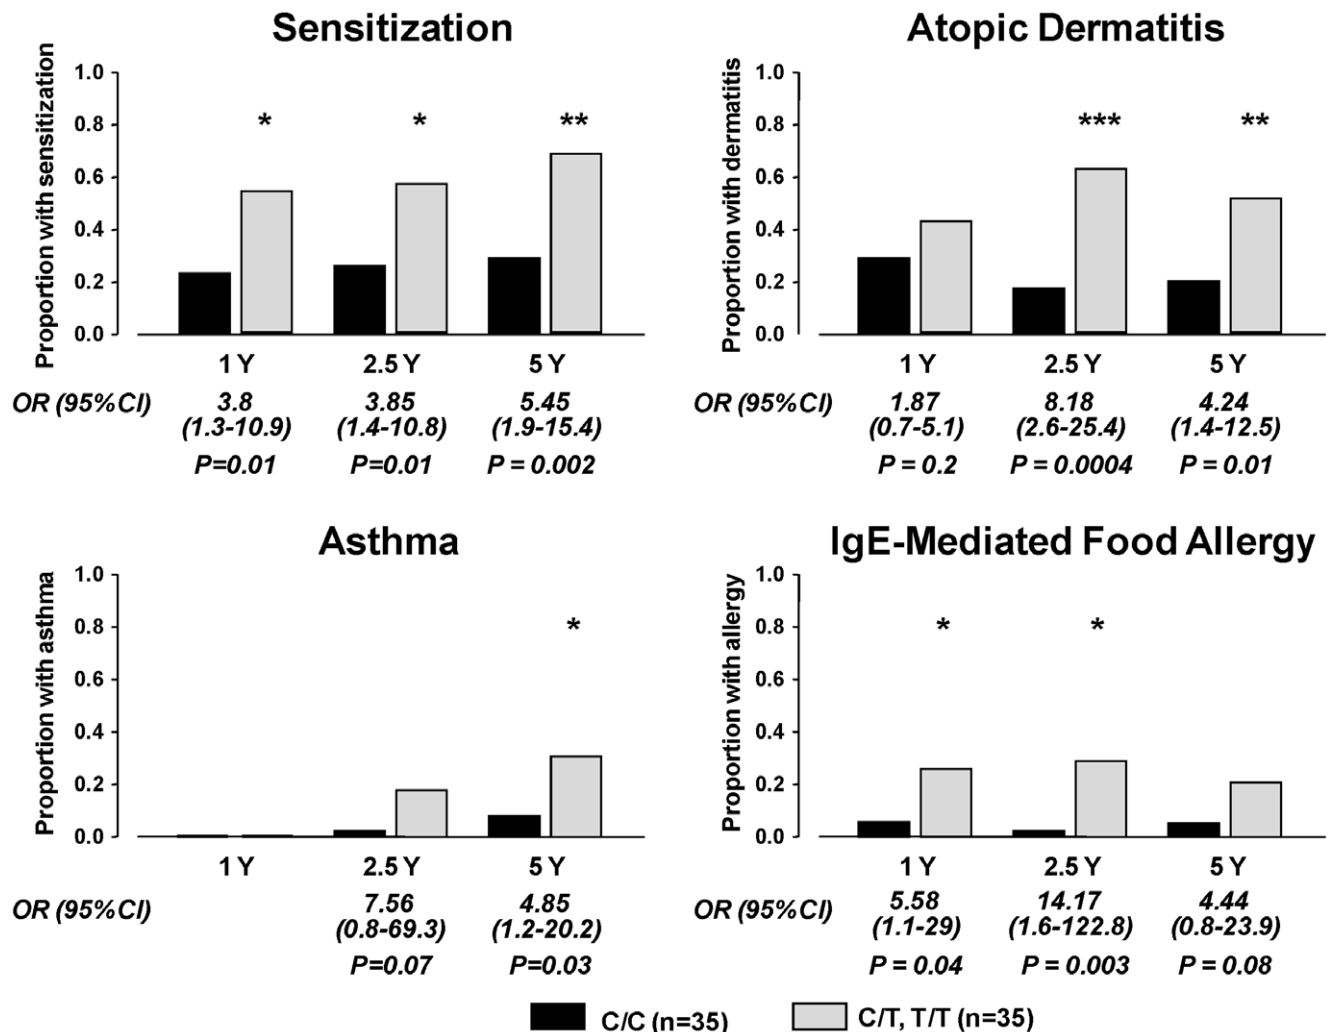 Sensitization
Proportion with sensitization
1.0
0.8
0.6
0.4
0.2
0.0
* * **
1 Y 2.5 Y 5 Y
OR (95%CI) 3.8 3.85 5.45
(1.3-10.9) (1.4-10.8) (1.9-15.4)
P=0.01 P=0.01 P = 0.002
Atopic Dermatitis
Proportion with dermatitis
1.0
0.8
0.6
0.4
0.2
0.0
*** **
1 Y 2.5 Y 5 Y
OR (95%CI) 1.87 8.18 4.24
(0.7-5.1) (2.6-25.4) (1.4-12.5)
P = 0.2 P = 0.0004 P = 0.01
Asthma
Proportion with asthma
1.0
0.8
0.6
0.4
0.2
0.0
*
1 Y 2.5 Y 5 Y
OR (95%CI) 7.56 4.85
(0.8-69.3) (1.2-20.2)
P=0.07 P=0.03
IgE-Mediated Food Allergy
Proportion with allergy
1.0
0.8
0.6
0.4
0.2
0.0
* *
1 Y 2.5 Y 5 Y
OR (95%CI) 5.58 14.17 4.44
(1.1-29) (1.6-122.8) (0.8-23.9)
P = 0.04 P = 0.003 P = 0.08
C/C (n=35) C/T, T/T (n=35)